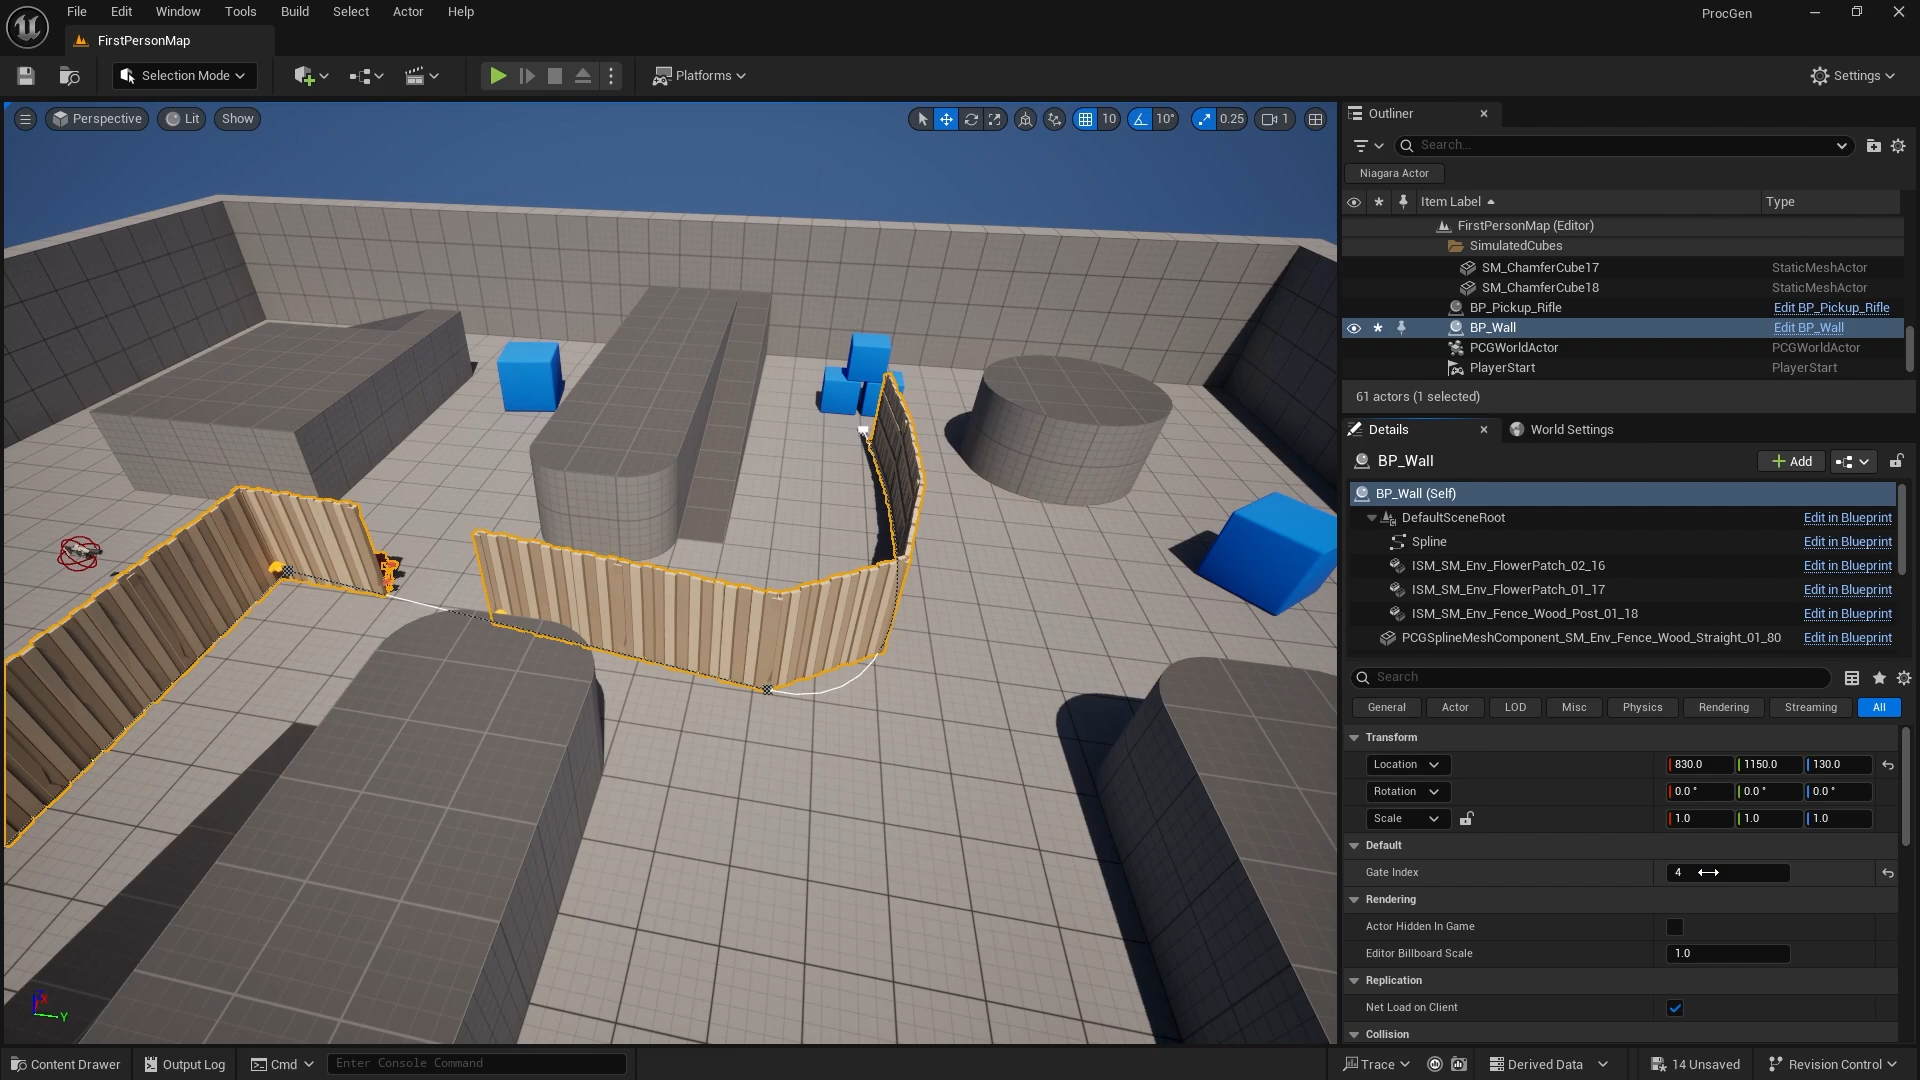 File Edit Window Tools Build Select Actor Help
ProcGen
FirstPersonMap
Selection Mode
Platforms
Settings
Perspective Lit Show
10 10° 0.25 1
Outliner
Search...
Niagara Actor
Item Label Type
FirstPersonMap (Editor)
SimulatedCubes
SM_ChamferCube17 StaticMeshActor
SM_ChamferCube18 StaticMeshActor
BP_Pickup_Rifle Edit BP_Pickup_Rifle
BP_Wall Edit BP_Wall
PCGWorldActor PCGWorldActor
PlayerStart PlayerStart
61 actors (1 selected)
Details World Settings
BP_Wall Add
BP_Wall (Self)
DefaultSceneRoot Edit in Blueprint
Spline Edit in Blueprint
ISM_SM_Env_FlowerPatch_02_16 Edit in Blueprint
ISM_SM_Env_FlowerPatch_01_17 Edit in Blueprint
ISM_SM_Env_Fence_Wood_Post_01_18 Edit in Blueprint
PCGSplineMeshComponent_SM_Env_Fence_Wood_Straight_01_80 Edit in Blueprint
Search
General Actor LOD Misc Physics Rendering Streaming All
Transform
Location 830.0 1150.0 130.0
Rotation 0.0 ° 0.0 ° 0.0 °
Scale 1.0 1.0 1.0
Default
Gate Index 4
Rendering
Actor Hidden In Game
Editor Billboard Scale 1.0
Replication
Net Load on Client
Collision
Z X
Y
Content Drawer Output Log Cmd Enter Console Command Trace Derived Data 14 Unsaved Revision Control